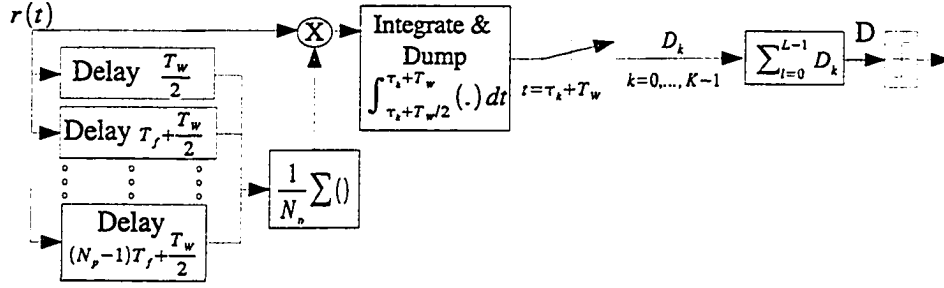 r(t)
Delay T_w/2
Delay T_f+T_w/2
Delay
(N_p-1)T_f+T_w/2
1/N_n ∑()
X
Integrate &
Dump
∫_{τ_k+T_w/2}^{τ_k+T_w} (.) dt
t=τ_k+T_w
D_k
k=0,..., K-1
∑_{l=0}^{L-1} D_k
D